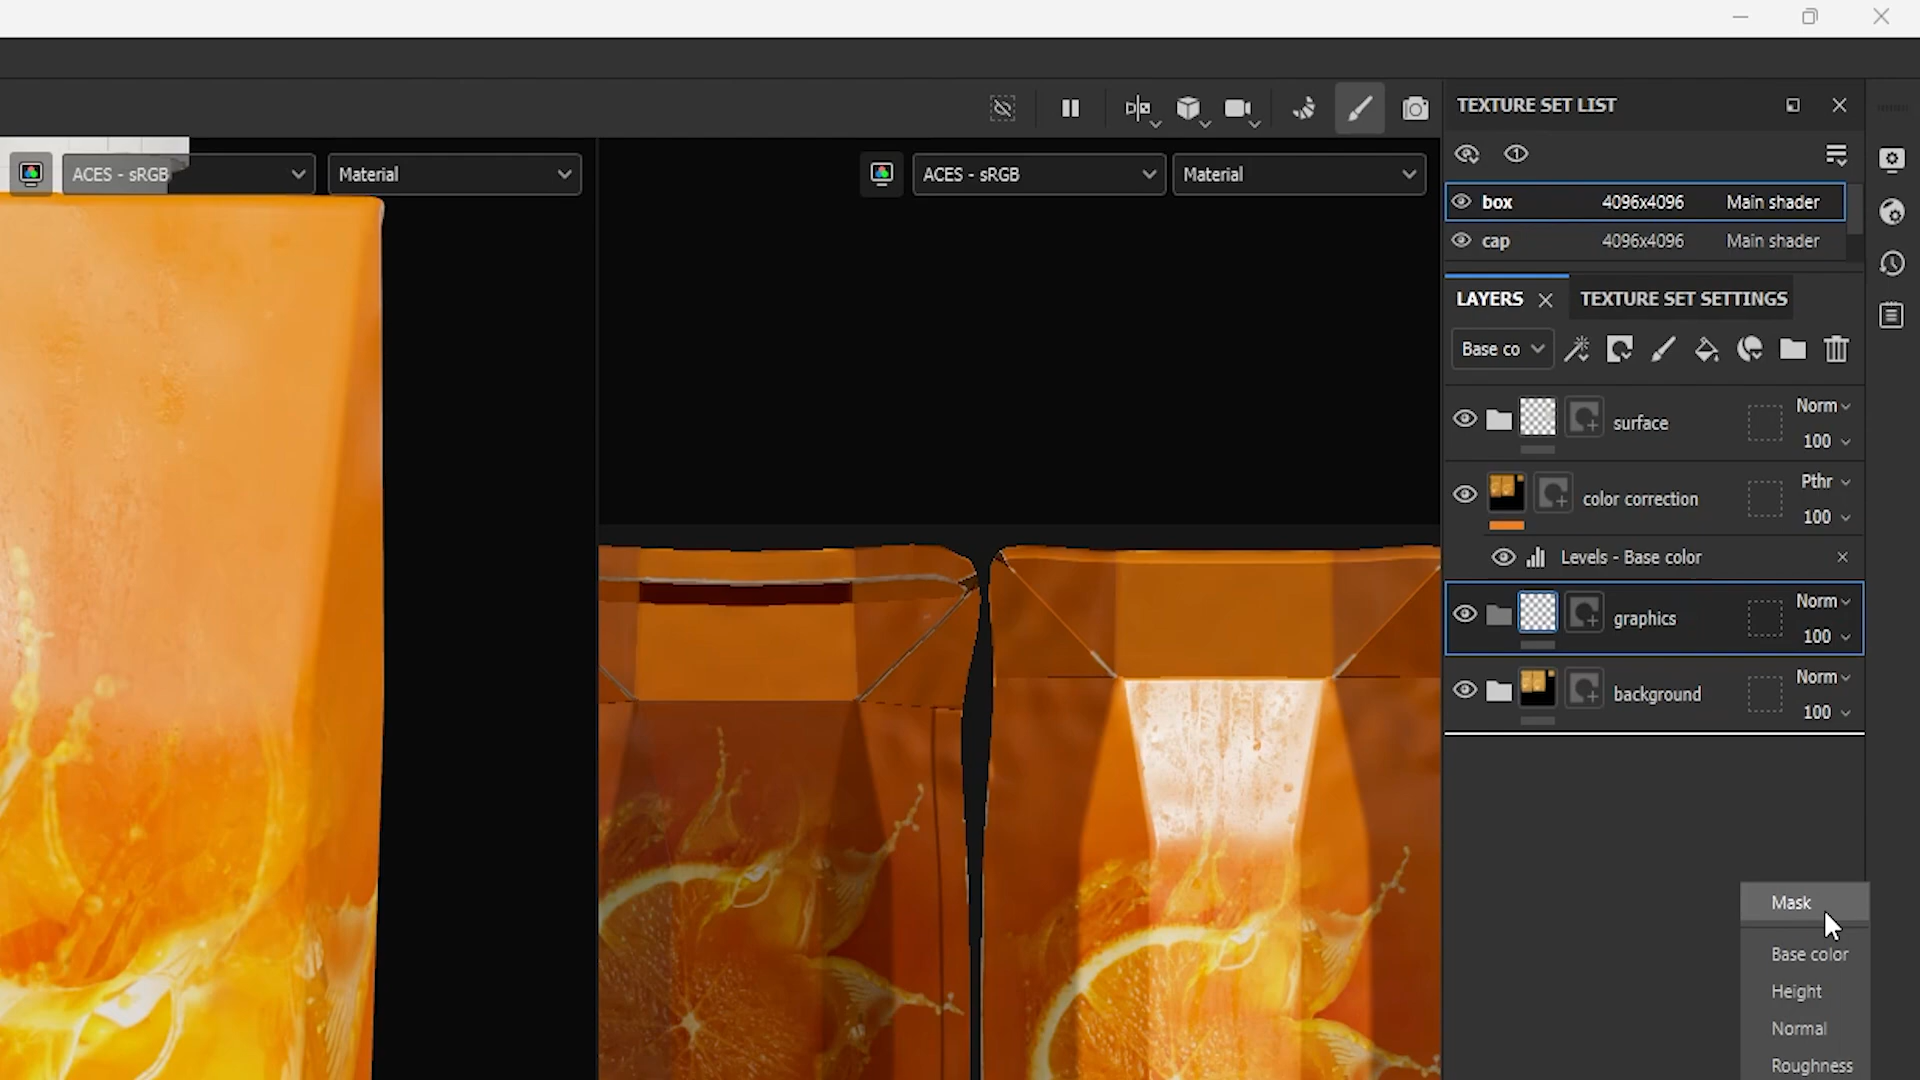 TEXTURE SET LIST
ACES - sRGB
Material
ACES - sRGB
Material
1
box 4096x4096 Main shader
cap 4096x4096 Main shader
LAYERS TEXTURE SET SETTINGS
Base co
surface Norm
100
color correction Pthr
100
Levels - Base color
graphics Norm
100
background Norm
100
Mask
Base color
Height
Normal
Roughness